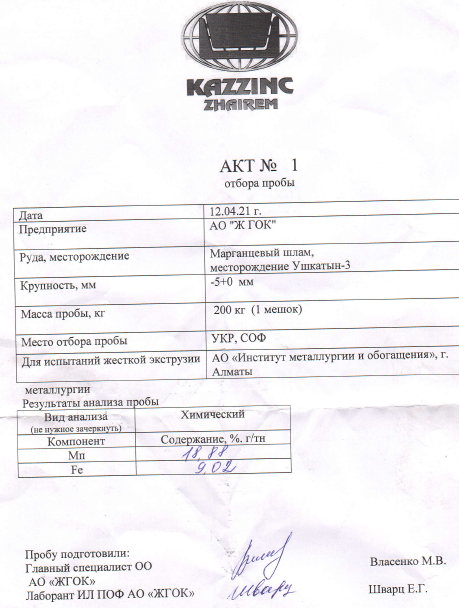 KAZZINC
ZHAIREM
АКТ № 1
отбора пробы
Дата 12.04.21 г.
Предприятие АО "Ж ГОК"
Руда, месторождение Марганцевый шлам,
месторождение Ушкатын-3
Крупность, мм -5+0 мм
Масса пробы, кг 200 кг (1 мешок)
Место отбора пробы УКР, СОФ
Для испытаний жесткой экструзии АО «Институт металлургии и обогащения», г.
Алматы
металлургии
Результаты анализа пробы
Вид анализа Химический
(не нужное зачеркнуть)
Компонент Содержание, %. г/тн
Мп 18,88
Fe 9,02
Пробу подготовили:
Главный специалист ОО
АО «ЖГОК» Власенко М.В.
Лаборант ИЛ ПОФ АО «ЖГОК» Шварц Шварц Е.Г.